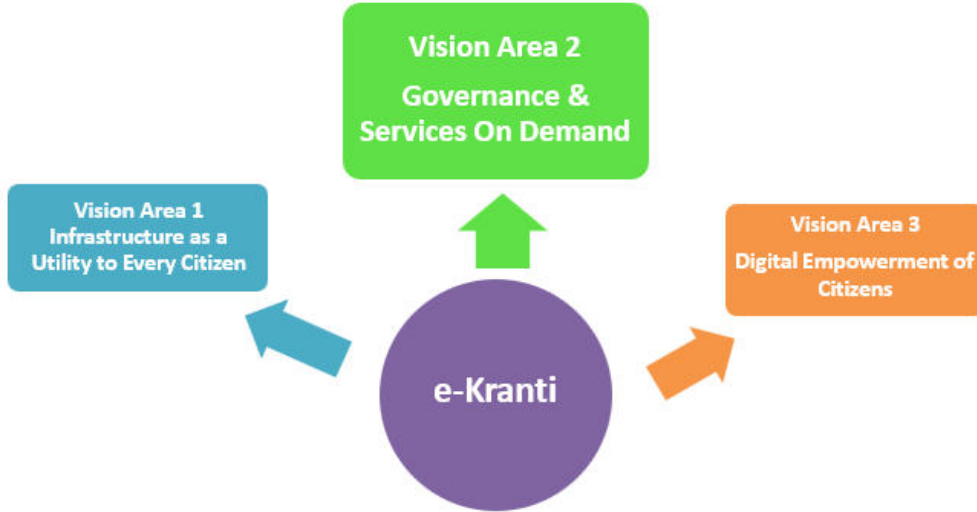 Vision Area 2
Governance &
Services On Demand
Vision Area 1
Infrastructure as a
Utility to Every Citizen
Vision Area 3
Digital Empowerment of
Citizens
e-Kranti